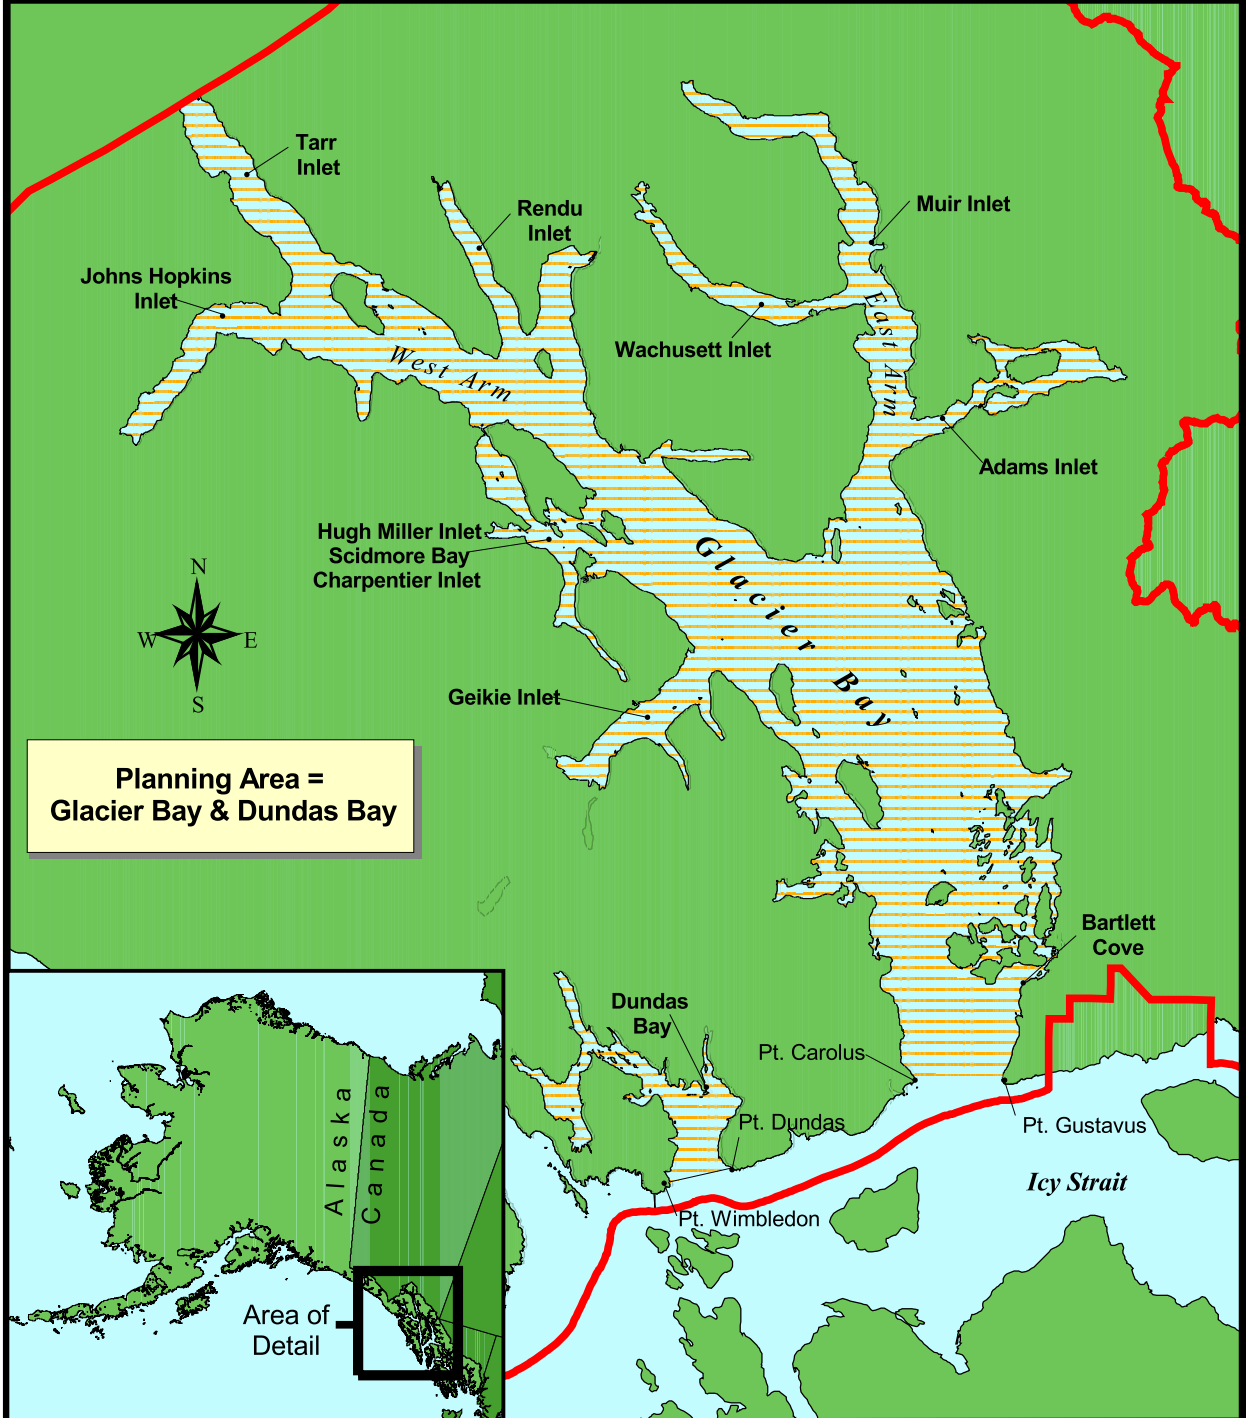 Tarr
Inlet
Rendu
Inlet
Muir Inlet
Johns Hopkins
Inlet
East Arm
Wachusett Inlet
West Arm
Adams Inlet
Hugh Miller Inlet
Scidmore Bay
Charpentier Inlet
Glacier Bay
N
W
E
S
Geikie Inlet
Planning Area =
Glacier Bay & Dundas Bay
Bartlett
Cove
Dundas
Bay
Pt. Carolus
Pt. Dundas
Pt. Gustavus
Icy Strait
Pt. Wimbledon
Alaska
Canada
Area of
Detail